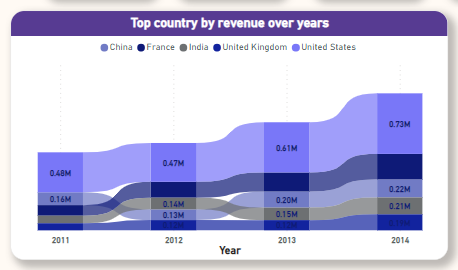 Top country by revenue over years
China France India United Kingdom United States
0.48M
0.47M
0.61M
0.73M
0.16M
0.14M
0.13M
0.20M
0.15M
0.22M
0.21M
2011 2012 2013 2014
Year